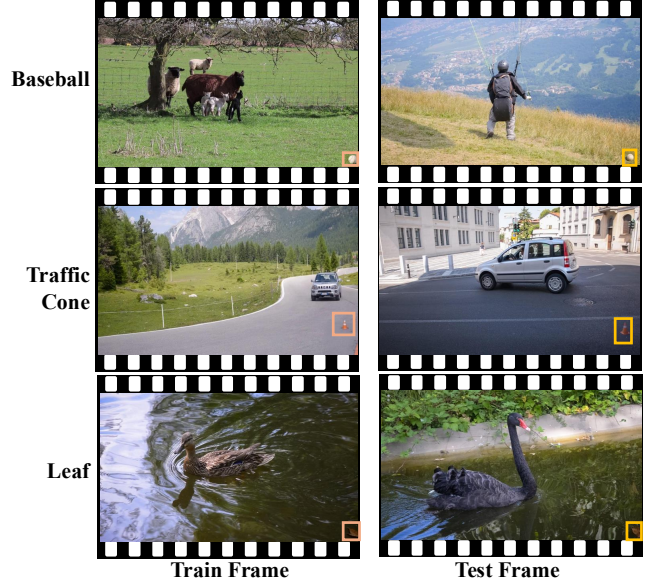 Baseball
Traffic
Cone
Leaf
Train Frame
Test Frame